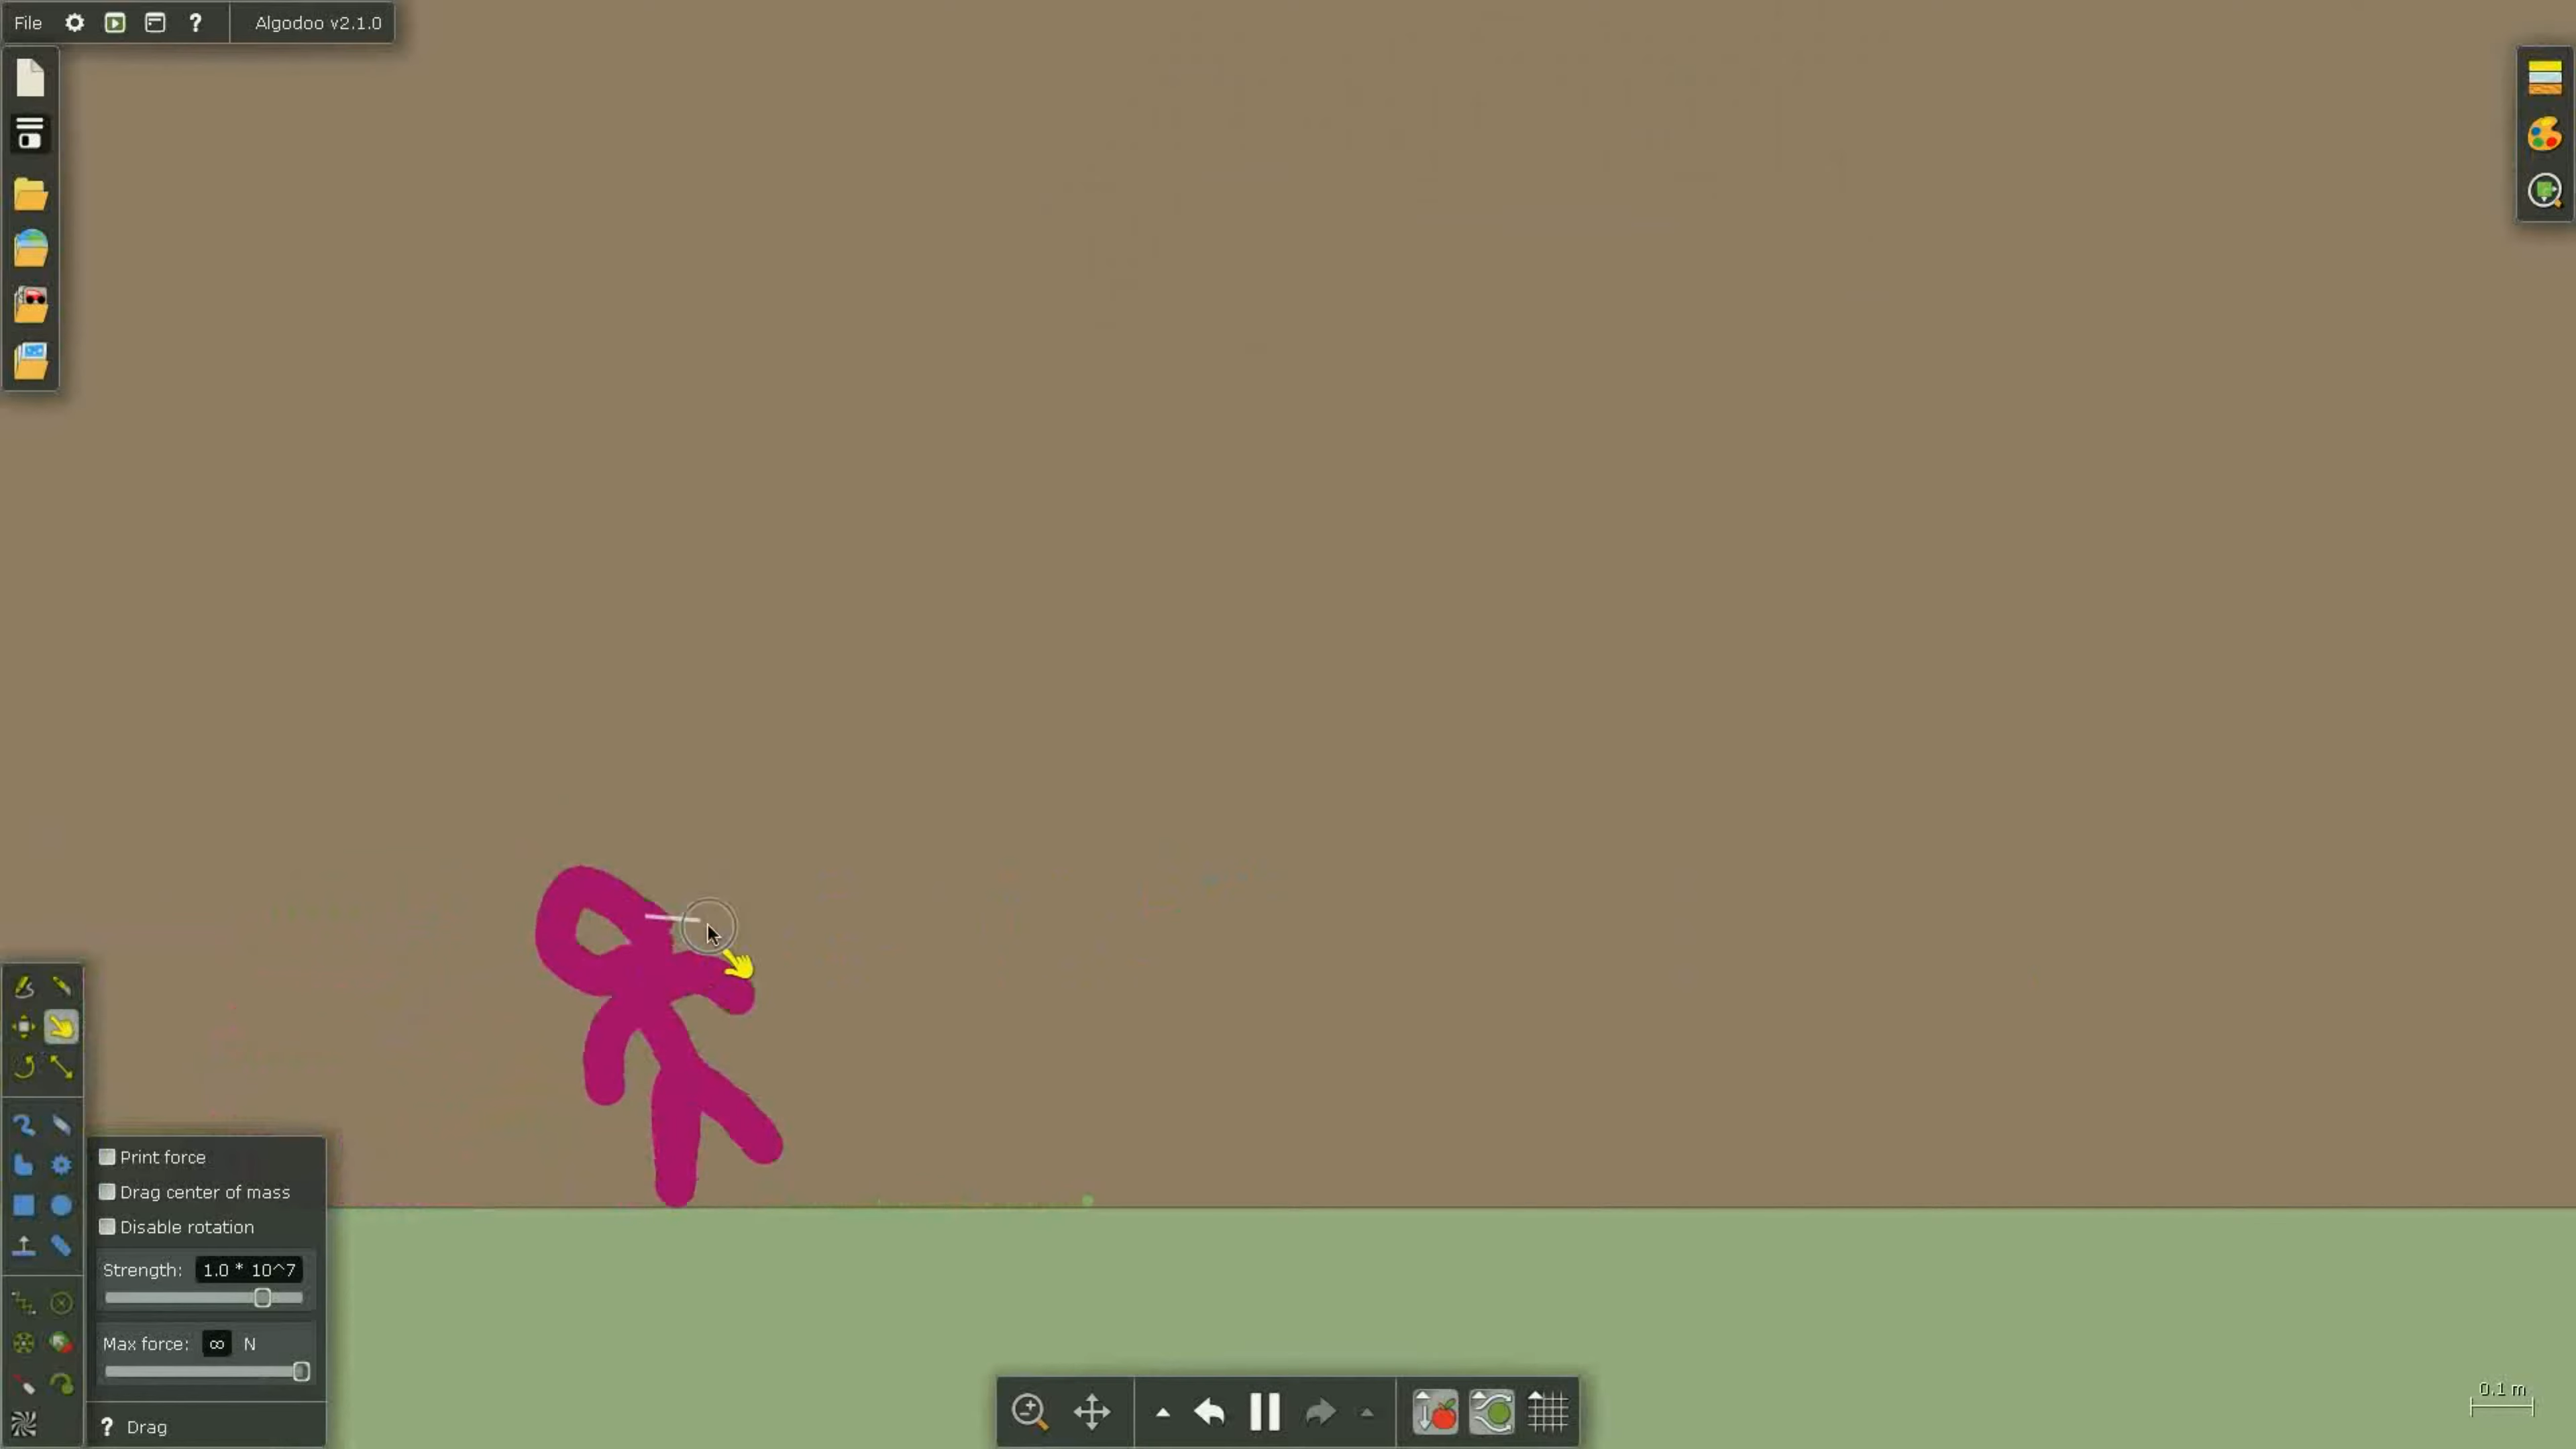 File ? Algodoo v2.1.0
Print force
Drag center of mass
Disable rotation
Strength: 1.0 * 10^7
Max force: ∞ N
? Drag
0.1 m